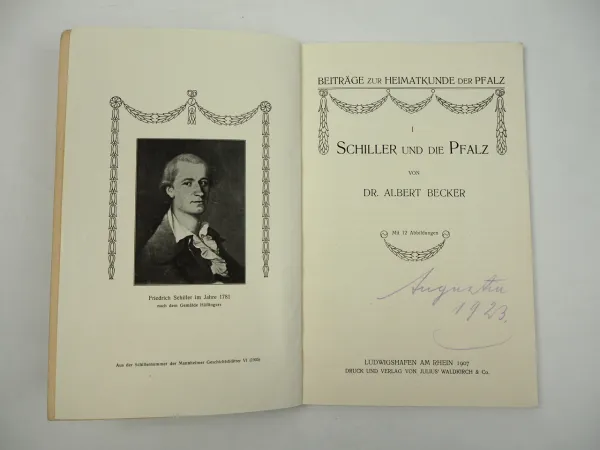 Friedrich Schiller im Jahre 1781
nach dem Gemälde Höflingers
Aus der Schillernummer der Mannheimer Geschichtsblätter VI (1905)
BEITRÄGE ZUR HEIMATKUNDE DER PFALZ
I
SCHILLER UND DIE PFALZ
VON
DR. ALBERT BECKER
Mit 12 Abbildungen
1923.
LUDWIGSHAFEN AM RHEIN 1907
DRUCK UND VERLAG VON JULIUS WALDKIRCH & Co.